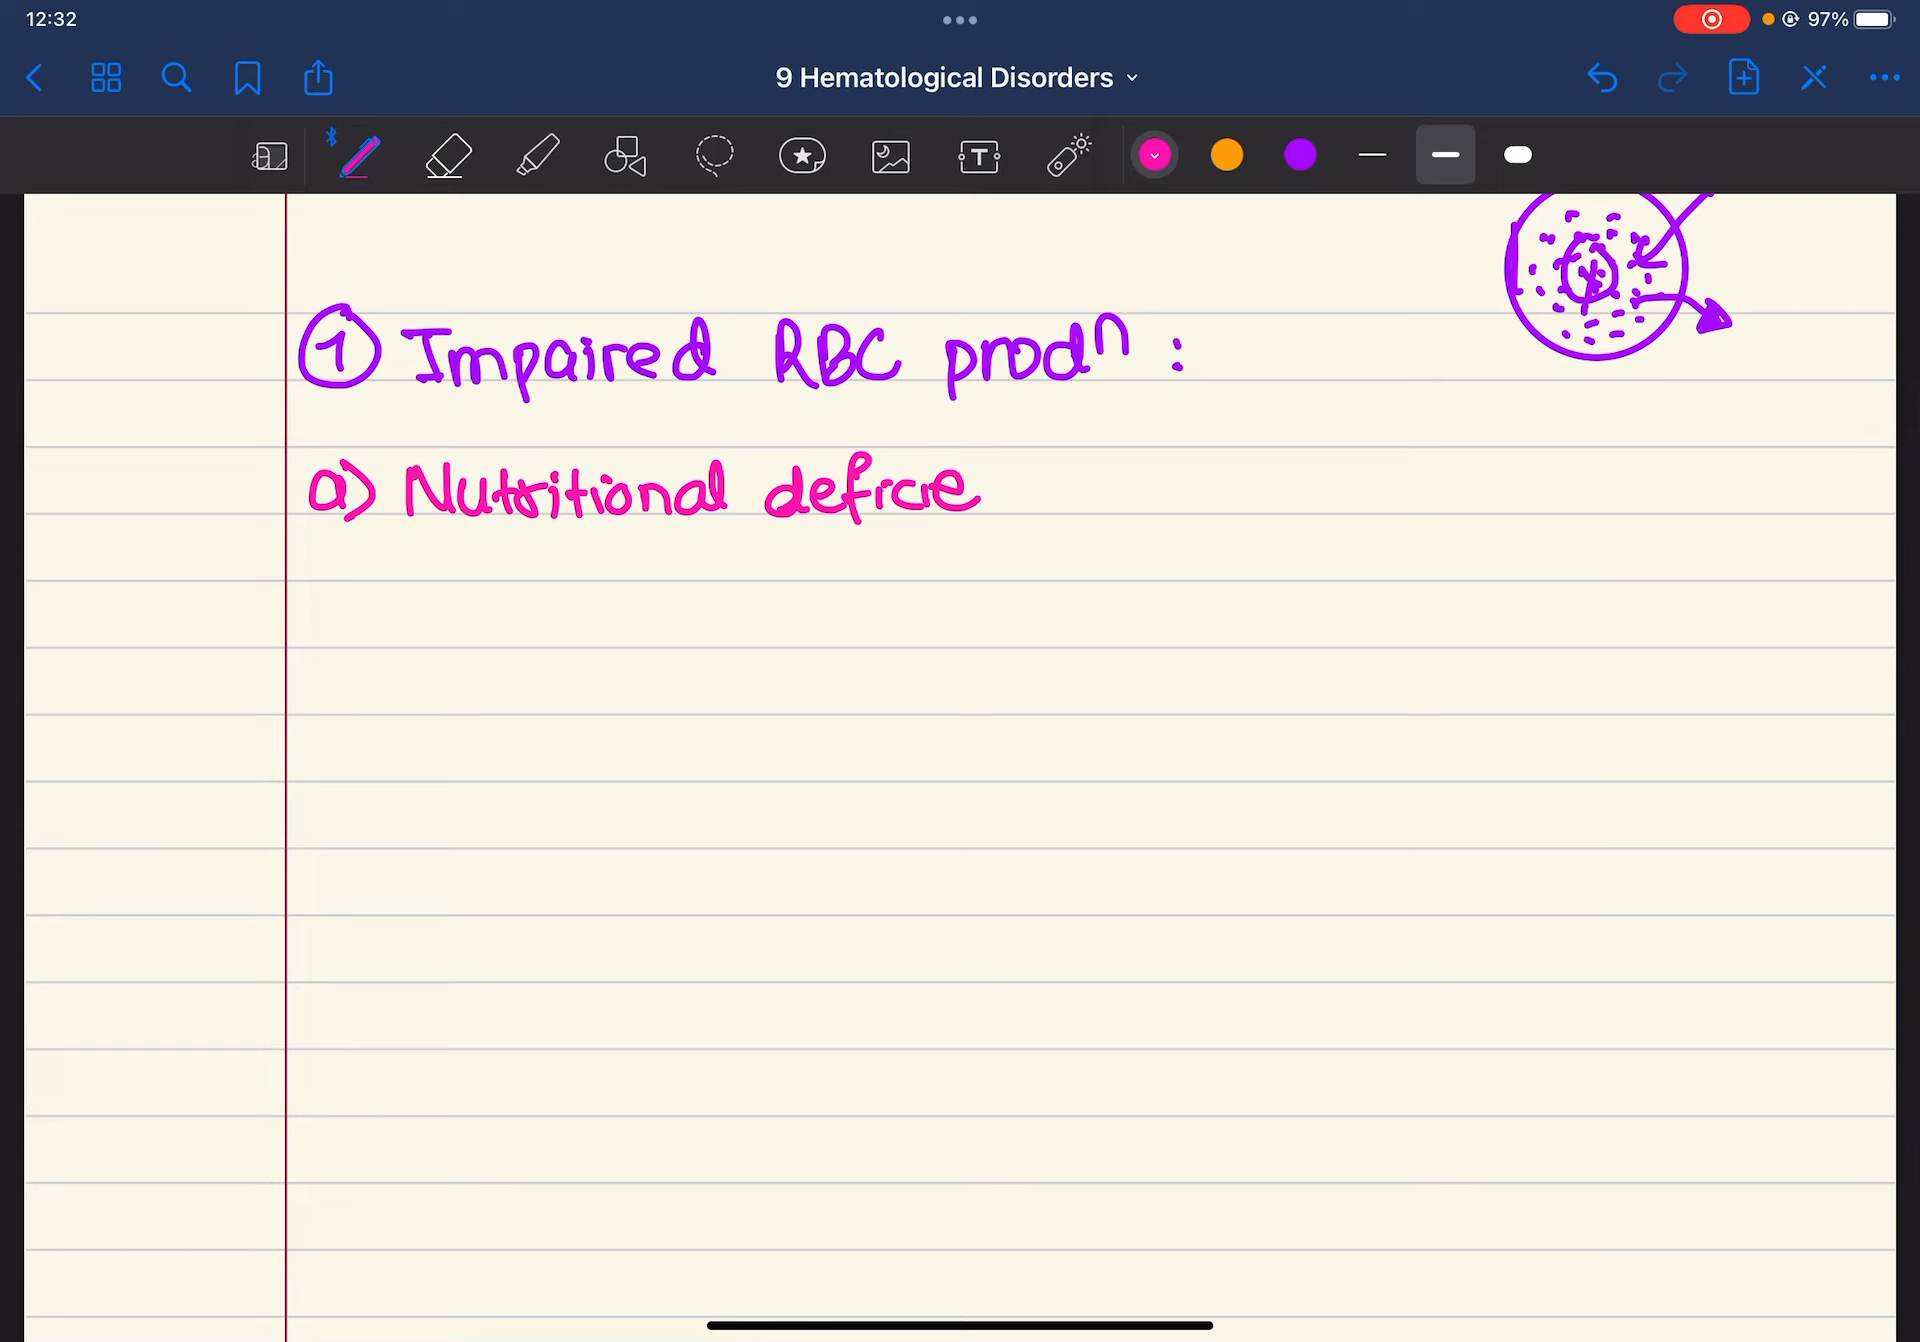 12:32
97%
9 Hematological Disorders
T
① Impaired RBC prodⁿ :
a) Nutritional deficie